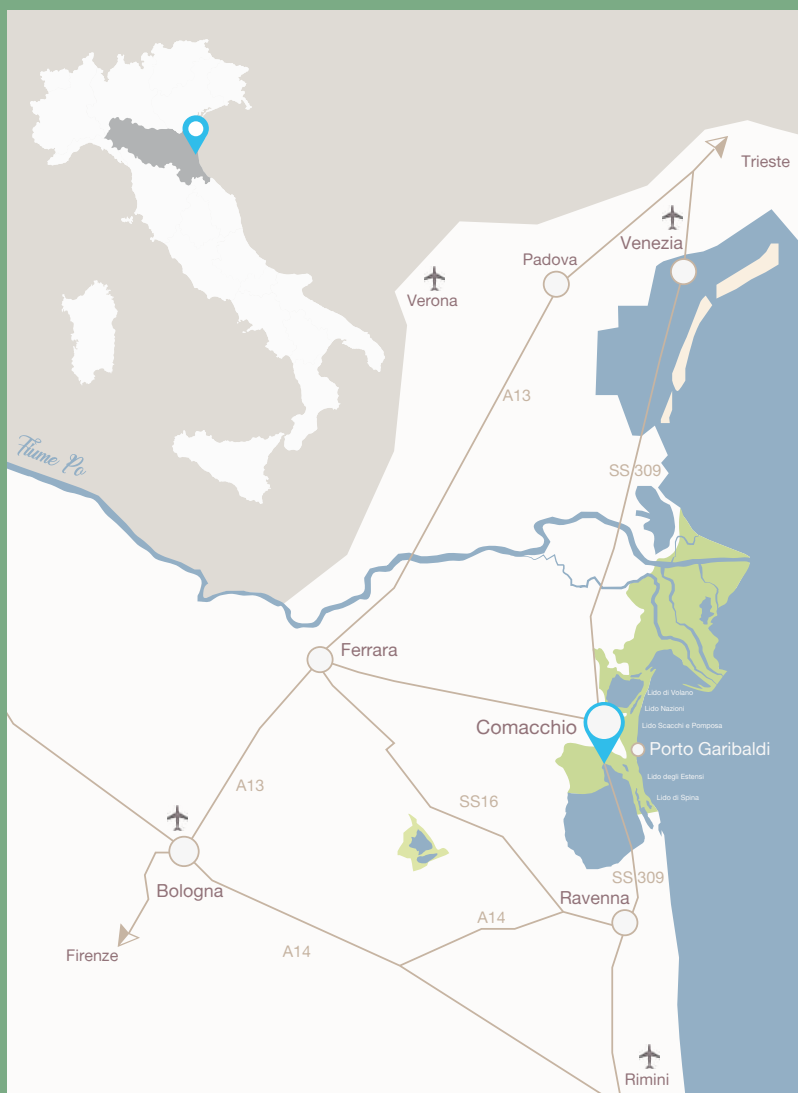 Trieste
Venezia
Padova
Verona
A13
Fiume Po
SS 309
Ferrara
Lido di Volano
Lido Nazioni
Lido Scacchi e Pomposa
Comacchio
Porto Garibaldi
Lido degli Estensi
A13
Lido di Spina
SS16
SS 309
Bologna
Ravenna
A14
Firenze
A14
Rimini